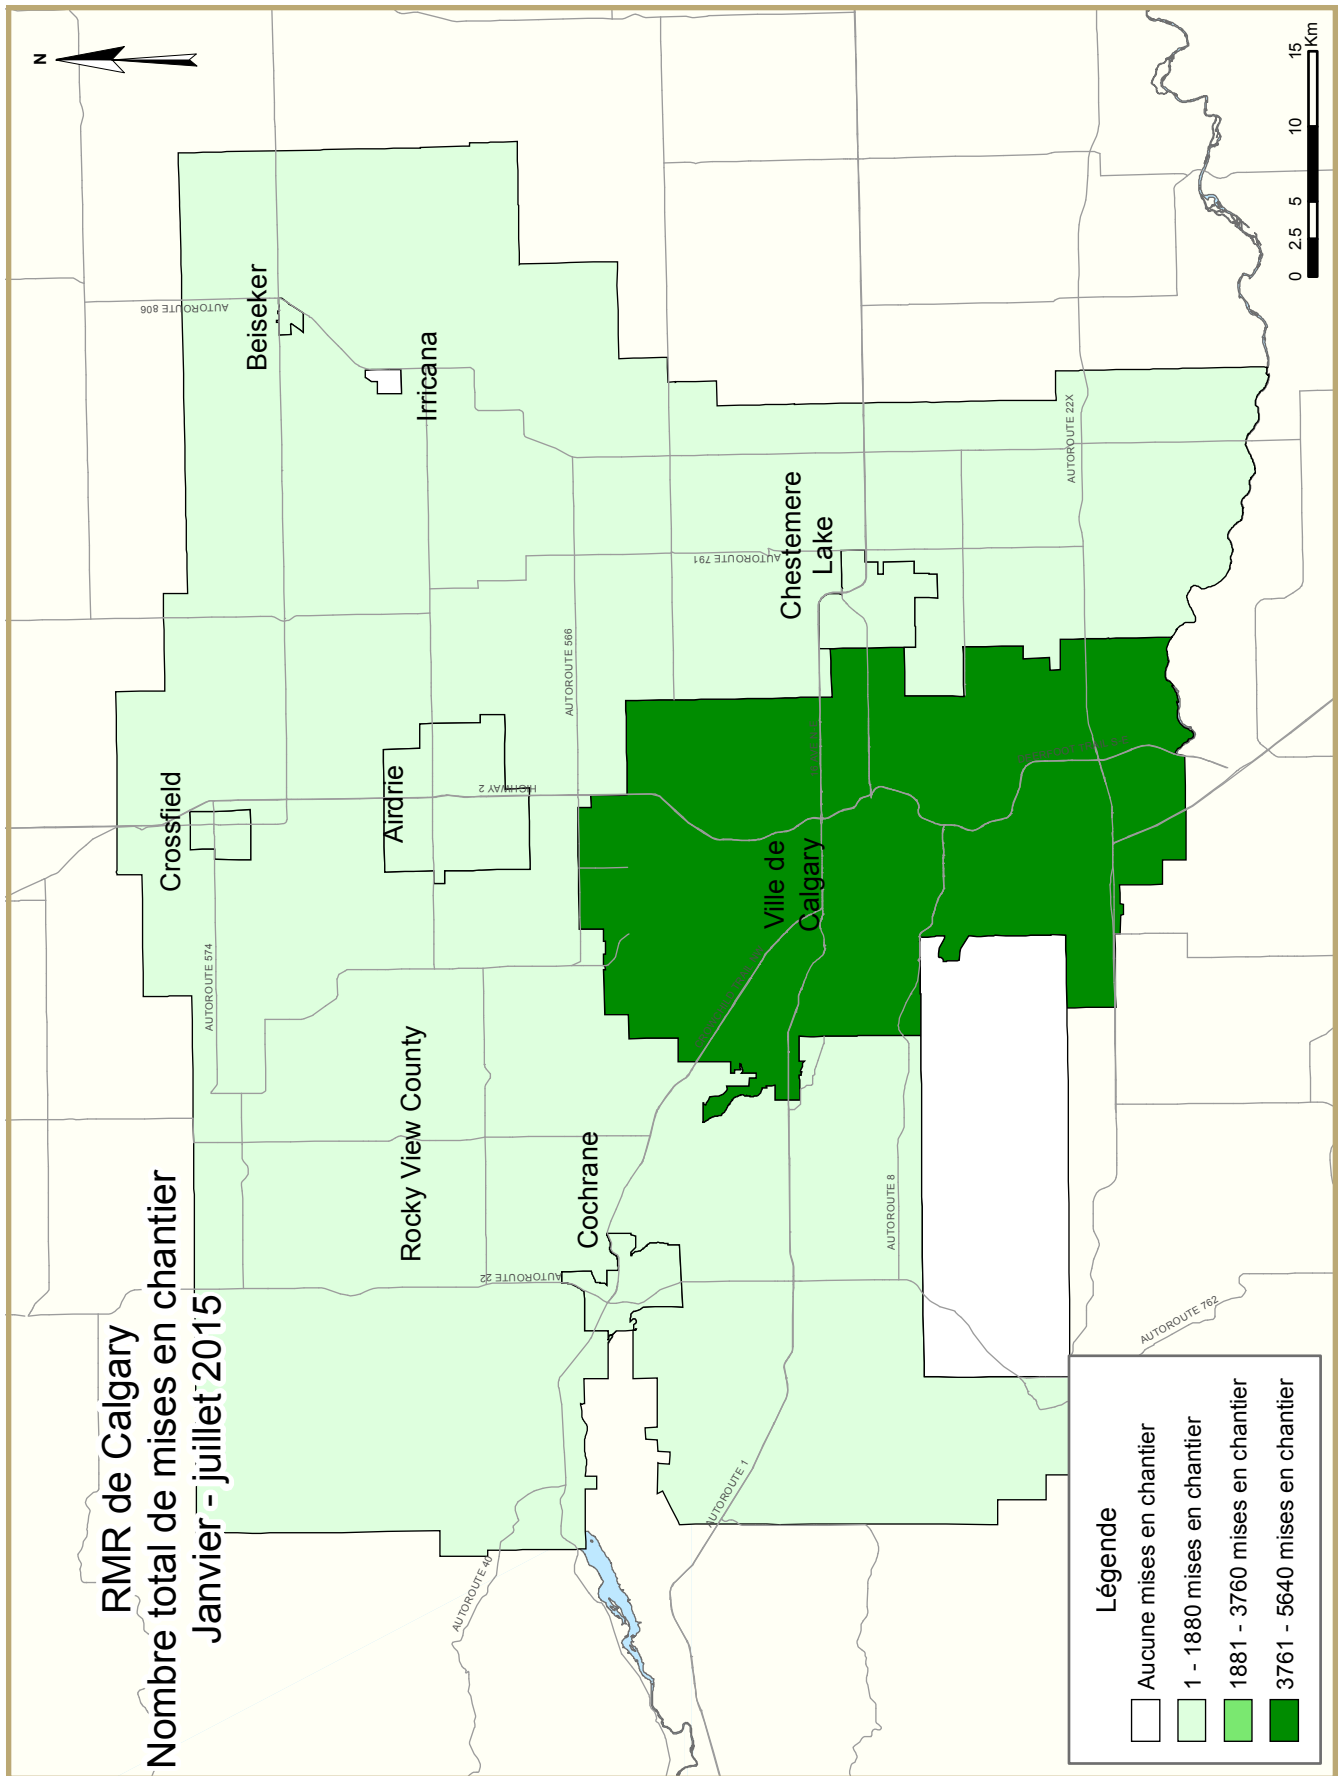 RMR de Calgary
Nombre total de mises en chantier
Janvier - juillet 2015
N
AUTOROUTE 806
Beiseker
Irricana
Crossfield
AUTOROUTE 574
Airdrie
HIGHWAY 2
AUTOROUTE 566
Rocky View County
Cochrane
AUTOROUTE 22
AUTOROUTE 40
AUTOROUTE 791
Chestemere
Lake
Ville de
Calgary
AUTOROUTE 1
AUTOROUTE 8
AUTOROUTE 22X
AUTOROUTE 762
Légende
Aucune mises en chantier
1 - 1880 mises en chantier
1881 - 3760 mises en chantier
3761 - 5640 mises en chantier
0 2.5 5 10 15
Km